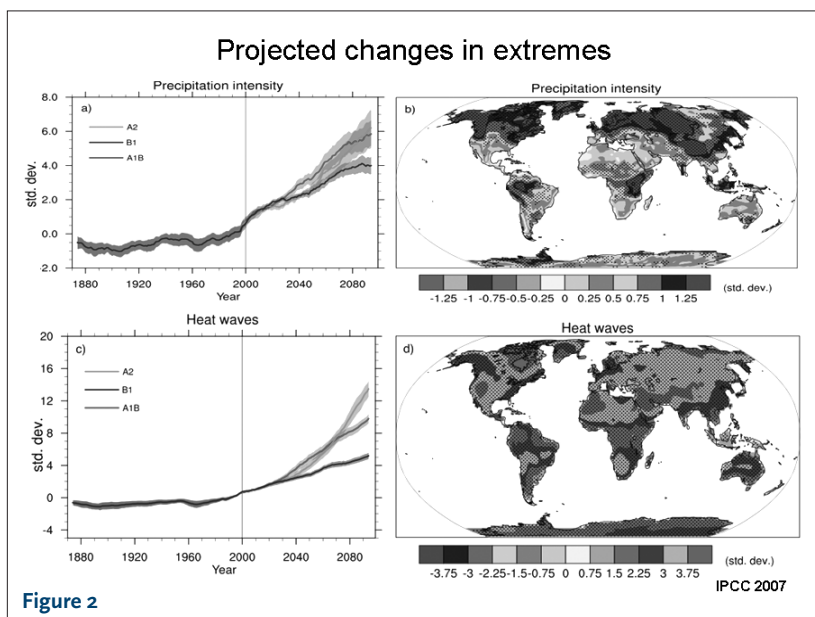 Projected changes in extremes
Precipitation intensity
a)
8.0
6.0
4.0
2.0
0.0
-2.0
std. dev.
A2
B1
A1B
1880 1920 1960 2000 2040 2080
Year
Precipitation intensity
b)
-1.25 -1 -0.75 -0.5 -0.25 0 0.25 0.5 0.75 1 1.25
(std. dev.)
Heat waves
c)
20
16
12
8
4
0
-4
std. dev.
A2
B1
A1B
1880 1920 1960 2000 2040 2080
Year
Heat waves
d)
-3.75 -3 -2.25 -1.5 -0.75 0 0.75 1.5 2.25 3 3.75
(std. dev.)
IPCC 2007
Figure 2